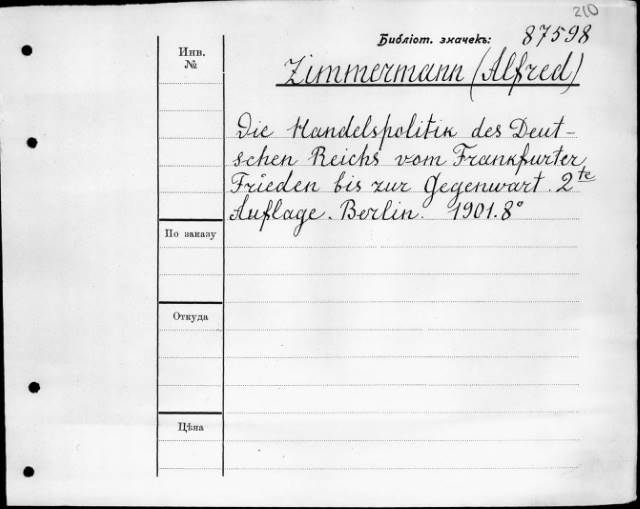 210
Библiот. значекъ: 87598
Инв.
№
Zimmermann (Alfred)
Die Handelspolitik des Deut-
schen Reichs vom Frankfurter
Frieden bis zur Gegenwart. 2te
Auflage. Berlin. 1901. 8°
По заказу
Откуда
Цѣна